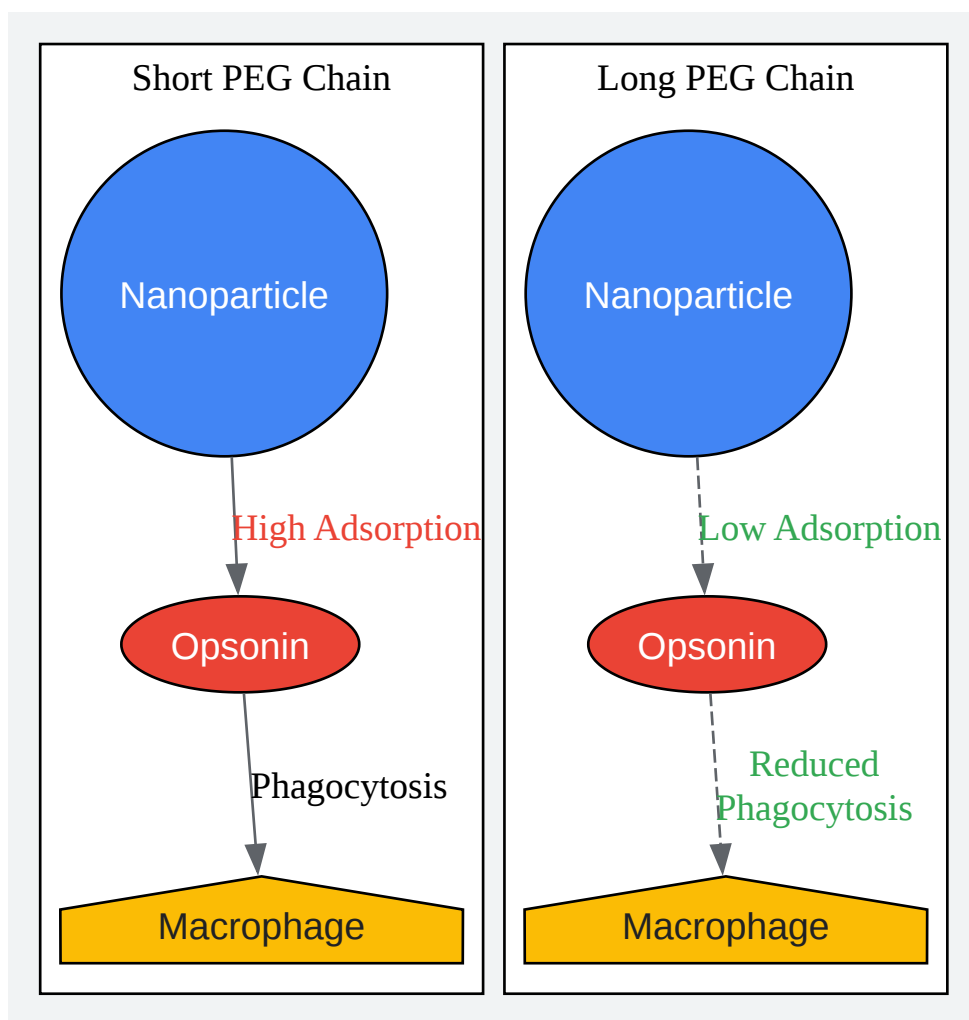 Short PEG Chain
Nanoparticle
High Adsorption
Opsonin
Phagocytosis
Macrophage
Long PEG Chain
Nanoparticle
Low Adsorption
Opsonin
Reduced
Phagocytosis
Macrophage